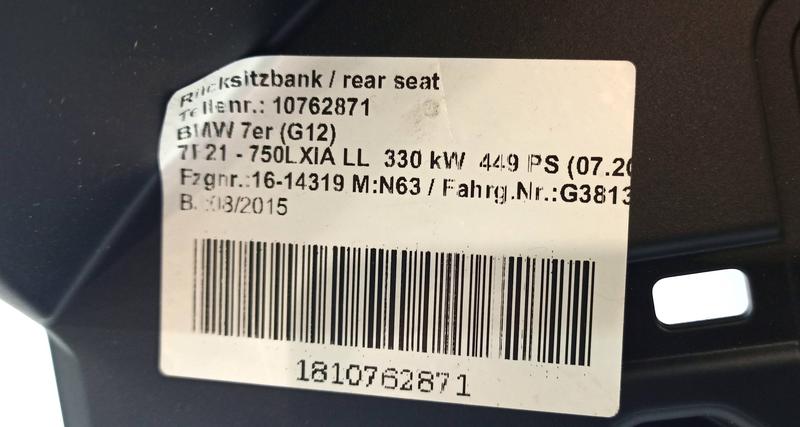 Rücksitzbank / rear seat
Teilenr.: 10762871
BMW 7er (G12)
7F21 - 750LXIA LL 330 kW 449 PS (07.20
Fzgnr.:16-14319 M:N63 / Fahrg.Nr.:G3813
BJ.:08/2015
1810762871